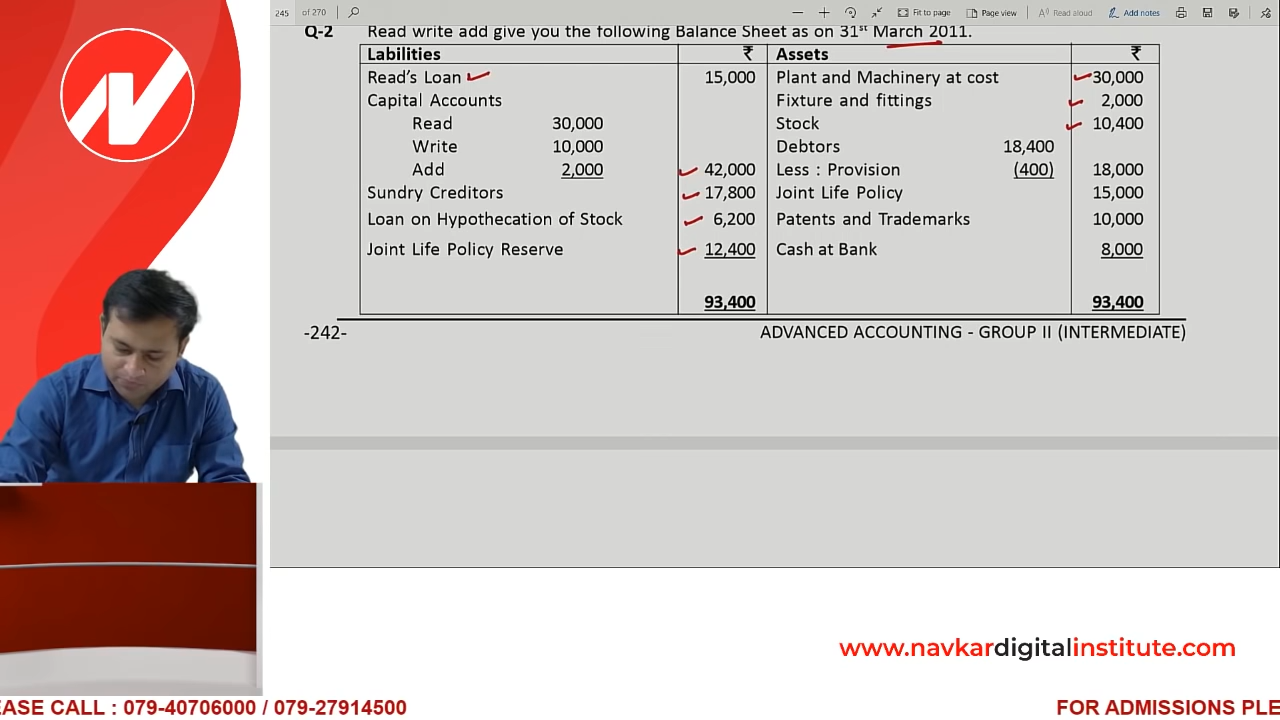 245 of 270 Fit to page Page view Read aloud Add notes
Q-2 Read write add give you the following Balance Sheet as on 31st March 2011.
Labilities ₹ Assets ₹
Read's Loan 15,000 Plant and Machinery at cost 30,000
Capital Accounts Fixture and fittings 2,000
Read 30,000 Stock 10,400
Write 10,000 Debtors 18,400
Add 2,000 42,000 Less : Provision (400) 18,000
Sundry Creditors 17,800 Joint Life Policy 15,000
Loan on Hypothecation of Stock 6,200 Patents and Trademarks 10,000
Joint Life Policy Reserve 12,400 Cash at Bank 8,000
93,400 93,400
-242- ADVANCED ACCOUNTING - GROUP II (INTERMEDIATE)
www.navkardigitalinstitute.com
EASE CALL : 079-40706000 / 079-27914500 FOR ADMISSIONS PLE